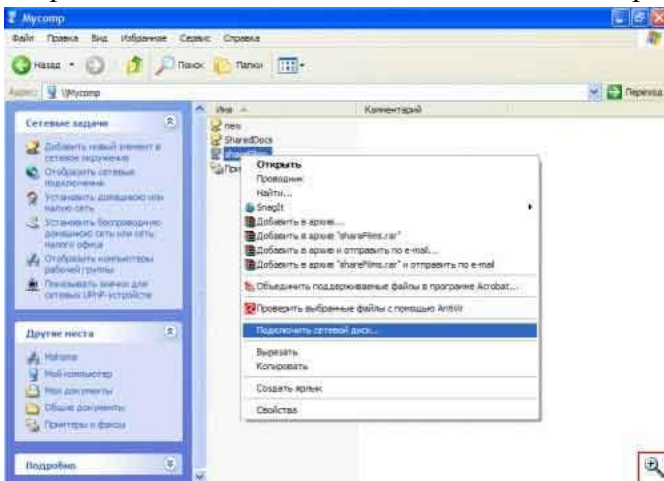 Mycomp
Файл Правка Вид Избранное Сервис Справка
Назад Поиск Папки
Адрес: \\Mycomp Переход
Имя Комментарий
Сетевые задачи
Добавить новый элемент в сетевое окружение
Отобразить сетевые подключения
Установить домашнюю или малую сеть
Установить беспроводную домашнюю сеть или сеть малого офиса
Отобразить компьютеры рабочей группы
Показывать значки для сетевых UPnP-устройств
Другие места
Мой компьютер
Мои документы
Общие документы
Принтеры и факсы
Подробно
new
SharedDocs
shareFilms
При
Открыть
Проводник
Найти...
SnagIt
Добавить в архив...
Добавить в архив "shareFilms.rar"
Добавить в архив и отправить по e-mail...
Добавить в архив "shareFilms.rar" и отправить по e-mail
Объединить поддерживаемые файлы в программе Acrobat...
Проверить выбранные файлы с помощью AntiVir
Подключить сетевой диск...
Вырезать
Копировать
Создать ярлык
Свойства